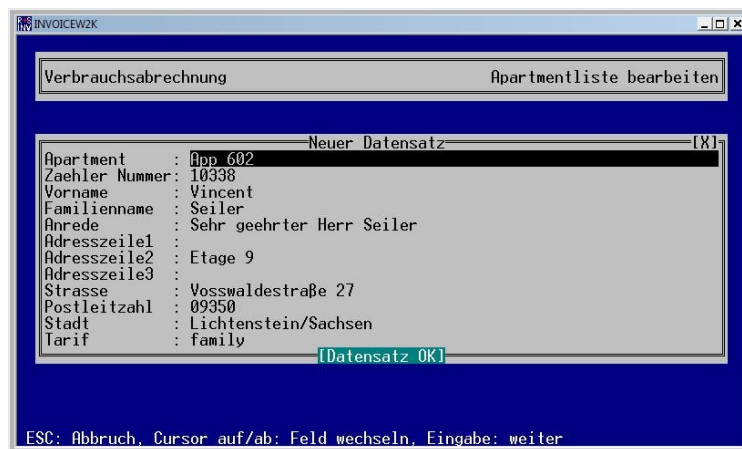 INVOICEW2K
Verbrauchsabrechnung Apartmentliste bearbeiten
Neuer Datensatz [X]
Apartment : App 602
Zaehler Nummer: 10338
Vorname : Vincent
Familienname : Seiler
Anrede : Sehr geehrter Herr Seiler
Adresszeile1 :
Adresszeile2 : Etage 9
Adresszeile3 :
Strasse : Vosswaldestraße 27
Postleitzahl : 09350
Stadt : Lichtenstein/Sachsen
Tarif : family
[Datensatz OK]
ESC: Abbruch, Cursor auf/ab: Feld wechseln, Eingabe: weiter